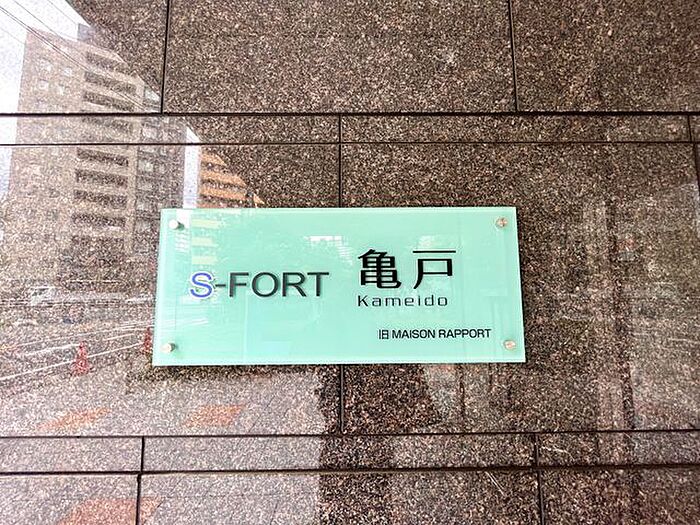 S-FORT 亀戸
Kameido
旧 MAISON RAPPORT